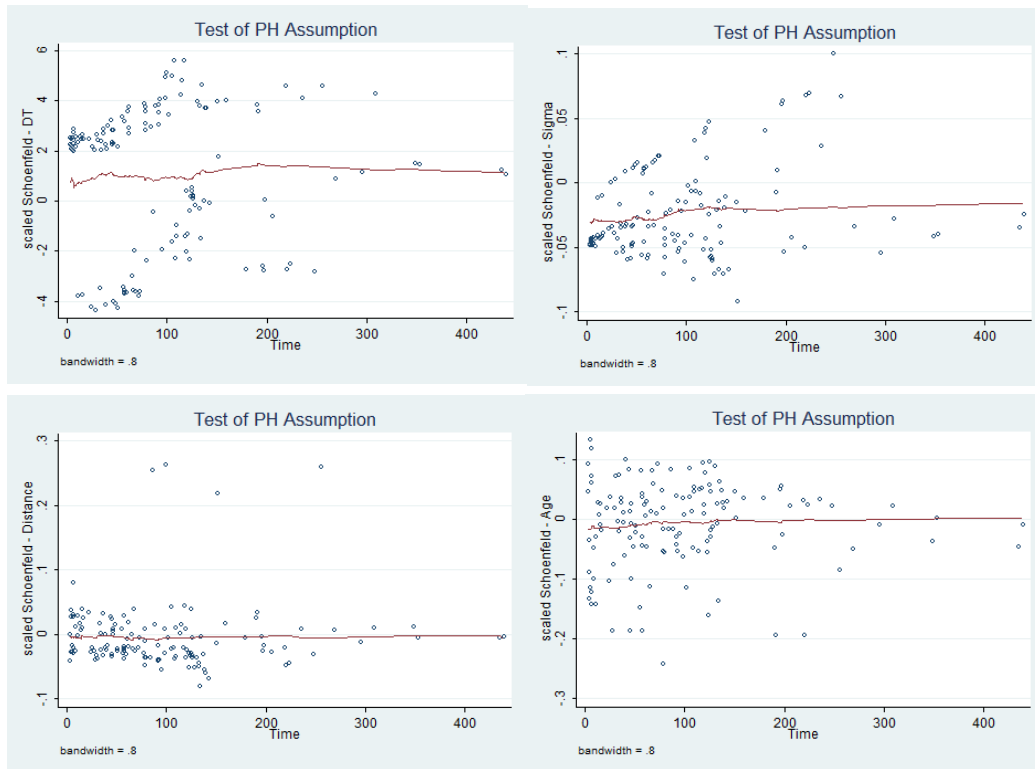 Test of PH Assumption
scaled Schoenfeld - DT
6
4
2
0
-2
-4
0 100 200 300 400
Time
bandwidth = .8
Test of PH Assumption
scaled Schoenfeld - Sigma
.1
.05
0
-.05
-.1
0 100 200 300 400
Time
bandwidth = .8
Test of PH Assumption
scaled Schoenfeld - Distance
.3
.2
.1
0
-.1
0 100 200 300 400
Time
bandwidth = .8
Test of PH Assumption
scaled Schoenfeld - Age
.1
0
-.1
-.2
-.3
0 100 200 300 400
Time
bandwidth = .8